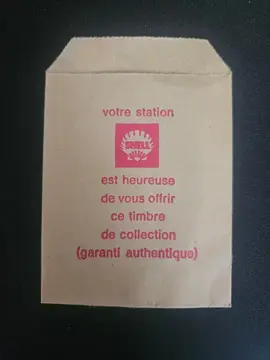 votre station
SHELL
est heureuse
de vous offrir
ce timbre
de collection
(garanti authentique)